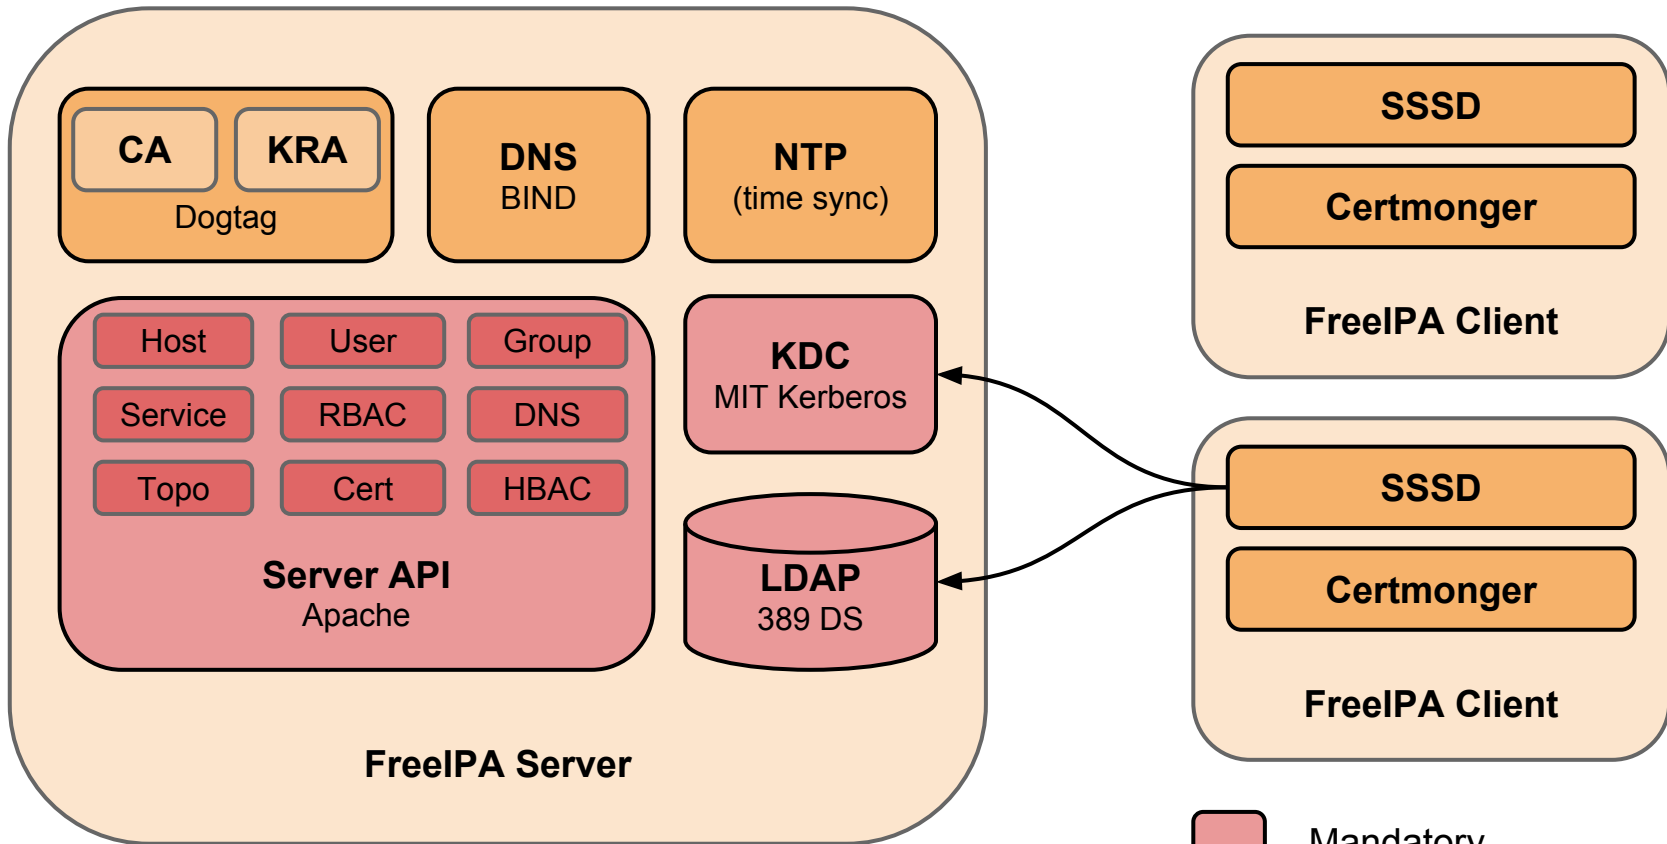 CA
KRA
Dogtag
DNS
BIND
NTP
(time sync)
Host
User
Group
Service
RBAC
DNS
Topo
Cert
HBAC
Server API
Apache
KDC
MIT Kerberos
LDAP
389 DS
FreeIPA Server
SSSD
Certmonger
FreeIPA Client
SSSD
Certmonger
FreeIPA Client
Mandatory